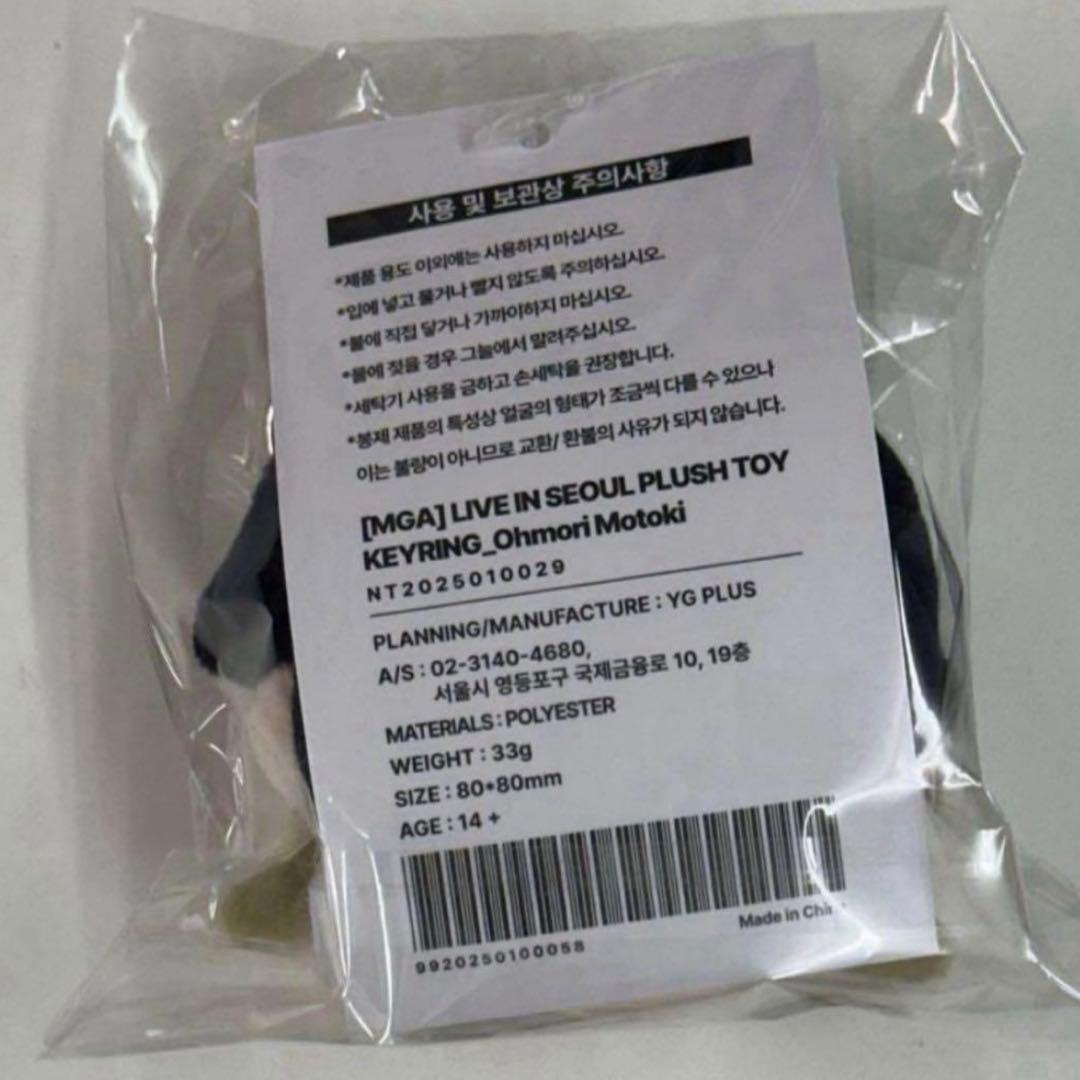 사용 및 보관상 주의사항
*제품 용도 이외에는 사용하지 마십시오.
*입에 넣고 물거나 빨지 않도록 주의하십시오.
*불에 직접 닿거나 가까이하지 마십시오.
*물에 젖을 경우 그늘에서 말려주십시오.
*세탁기 사용을 금하고 손세탁을 권장합니다.
*봉제 제품의 특성상 얼굴의 형태가 조금씩 다를 수 있으나
이는 불량이 아니므로 교환/ 환불의 사유가 되지 않습니다.
[MGA] LIVE IN SEOUL PLUSH TOY
KEYRING_Ohmori Motoki
NT2025010029
PLANNING/MANUFACTURE : YG PLUS
A/S : 02-3140-4680,
서울시 영등포구 국제금융로 10, 19층
MATERIALS : POLYESTER
WEIGHT : 33g
SIZE : 80*80mm
AGE : 14 +
Made in
9920250100058